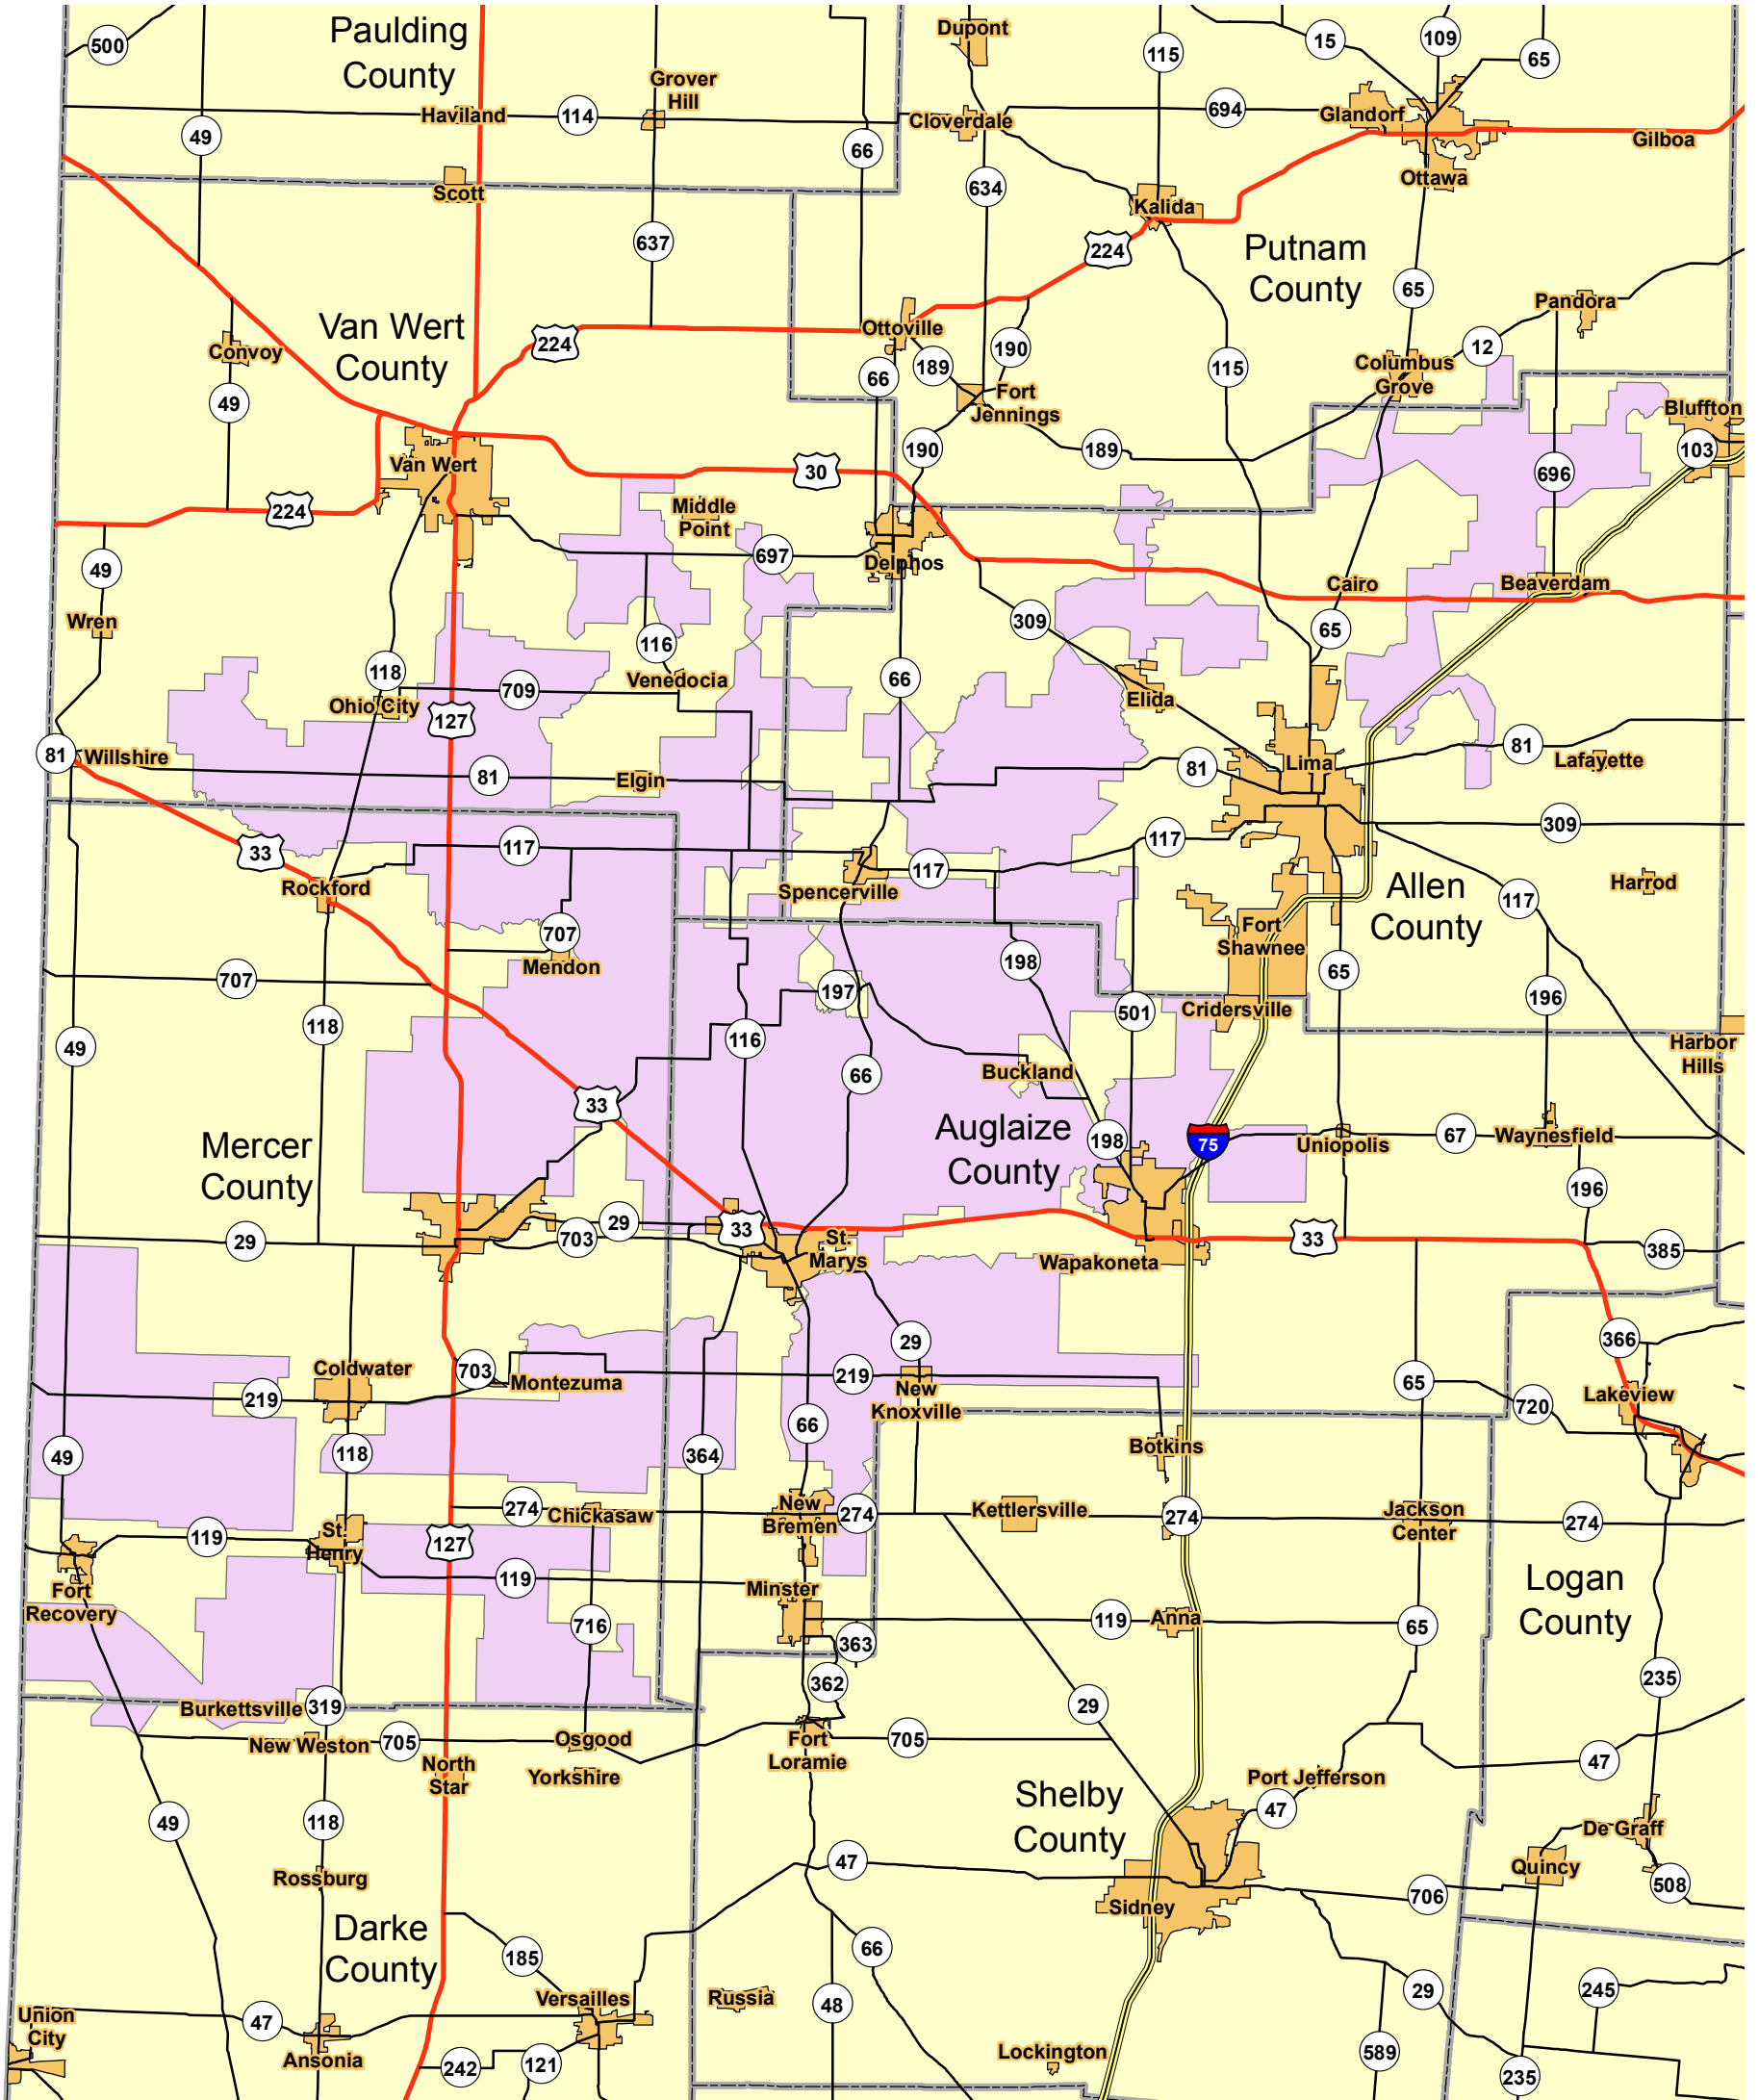 Paulding
County
Dupont
500
115
15
109
65
Grover
Hill
Haviland
114
49
66
Cloverdale
694
Glandorf
Gilboa
Ottawa
Scott
634
Kalida
637
224
Putnam
County
65
Pandora
Van Wert
County
Convoy
224
Ottoville
190
189
66
115
12
Columbus
Grove
49
Fort
Jennings
Bluffton
103
190
189
Van Wert
30
696
224
Middle
Point
697
Delphos
49
Cairo
Beaverdam
Wren
309
65
116
118
Venedocia
66
709
Elida
Ohio City
127
81
Willshire
81
Elgin
81
Lima
81
Lafayette
33
117
117
309
117
Rockford
Spencerville
Harrod
Allen
County
117
707
Fort
Shawnee
Mendon
198
65
707
197
196
118
501
Cridersville
116
49
Harbor
Hills
66
Buckland
33
Auglaize
County
Mercer
County
198
75
Uniopolis
67
Waynesfield
196
29
29
703
33
St.
Marys
Wapakoneta
33
385
29
366
Coldwater
703
Montezuma
219
219
New
Knoxville
65
720
Lakeview
66
49
118
364
Botkins
274
Chickasaw
New
Bremen
274
Kettlersville
274
Jackson
Center
274
119
St.
Henry
127
119
Fort
Recovery
Minster
Logan
County
716
119
Anna
65
363
362
235
Burkettsville
319
29
New Weston
705
Osgood
Fort
Loramie
705
47
North
Star
Yorkshire
Port Jefferson
Shelby
County
47
49
118
De Graff
47
Quincy
Rossburg
508
706
Sidney
Darke
County
185
66
245
29
Versailles
Russia
48
Union
City
47
Ansonia
242
121
Lockington
589
235